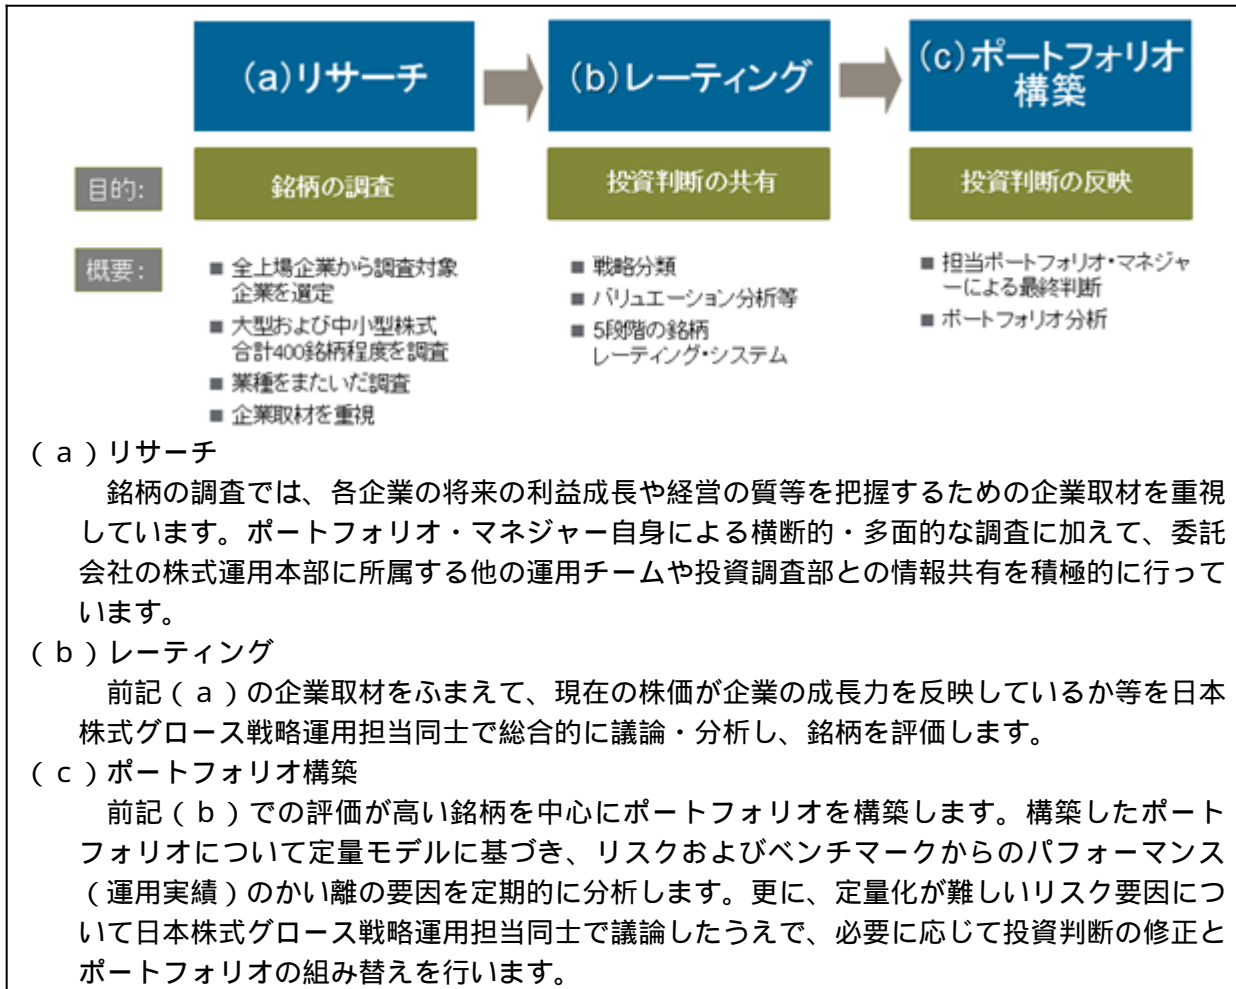 (a)リサーチ
(b)レーティング
(c)ポートフォリオ
構築
目的:
銘柄の調査
投資判断の共有
投資判断の反映
概要:
■ 全上場企業から調査対象
企業を選定
■ 大型および中小型株式
合計400銘柄程度を調査
■ 業種をまたいだ調査
■ 企業取材を重視
■ 戦略分類
■ バリュエーション分析等
■ 5段階の銘柄
レーティング・システム
■ 担当ポートフォリオ・マネジャ
ーによる最終判断
■ ポートフォリオ分析
(a)リサーチ
銘柄の調査では、各企業の将来の利益成長や経営の質等を把握するための企業取材を重視
しています。ポートフォリオ・マネジャー自身による横断的・多面的な調査に加えて、委託
会社の株式運用本部に所属する他の運用チームや投資調査部との情報共有を積極的に行って
います。
(b)レーティング
前記(a)の企業取材をふまえて、現在の株価が企業の成長力を反映しているか等を日本
株式グロース戦略運用担当同士で総合的に議論・分析し、銘柄を評価します。
(c)ポートフォリオ構築
前記(b)での評価が高い銘柄を中心にポートフォリオを構築します。構築したポート
フォリオについて定量モデルに基づき、リスクおよびベンチマークからのパフォーマンス
(運用実績)のかい離の要因を定期的に分析します。更に、定量化が難しいリスク要因につ
いて日本株式グロース戦略運用担当同士で議論したうえで、必要に応じて投資判断の修正と
ポートフォリオの組み替えを行います。